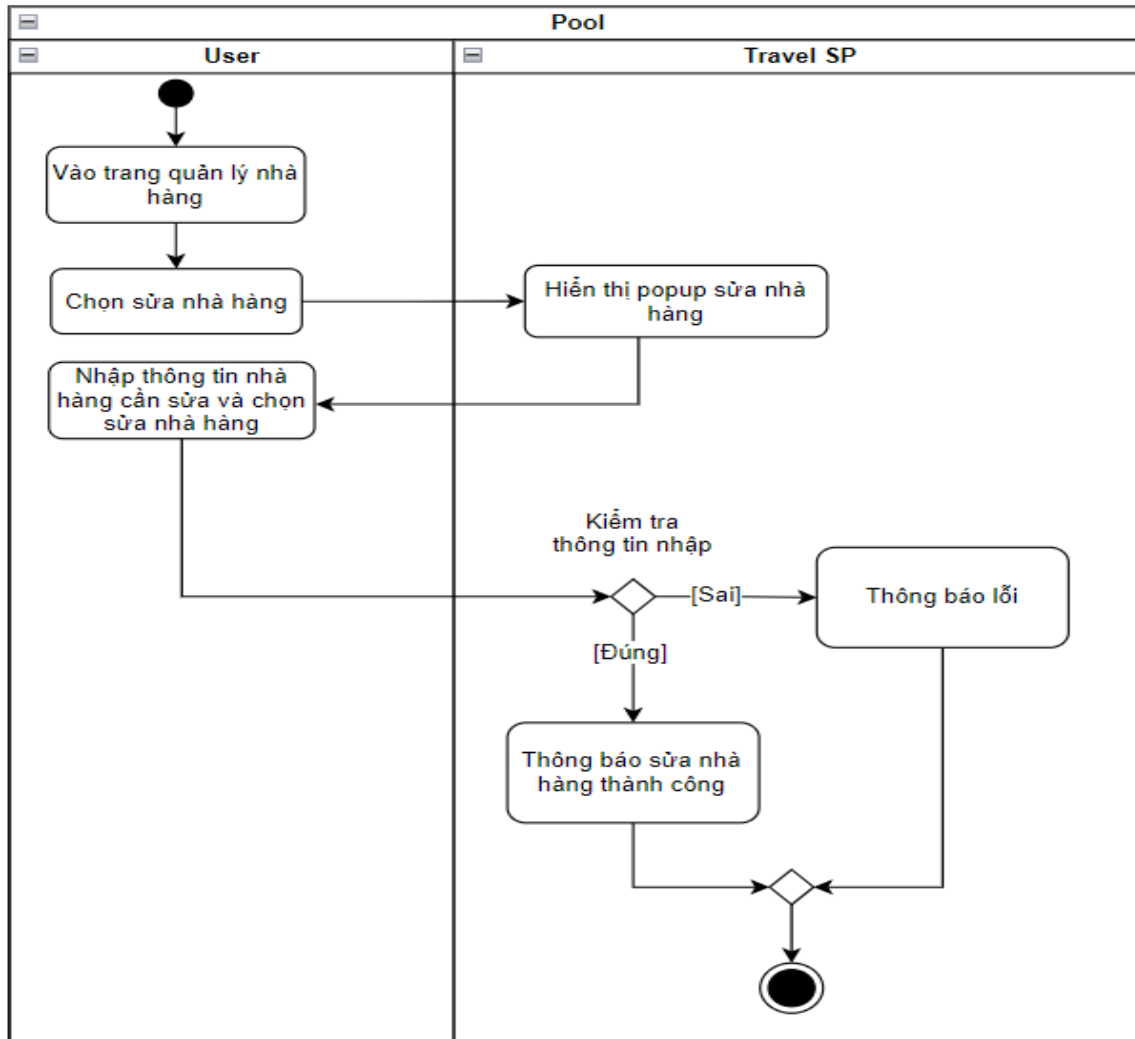 Pool
User
Travel SP
Vào trang quản lý nhà
hàng
Chọn sửa nhà hàng
Hiển thị popup sửa nhà
hàng
Nhập thông tin nhà
hàng cần sửa và chọn
sửa nhà hàng
Kiểm tra
thông tin nhập
[Sai]
Thông báo lỗi
[Đúng]
Thông báo sửa nhà
hàng thành công